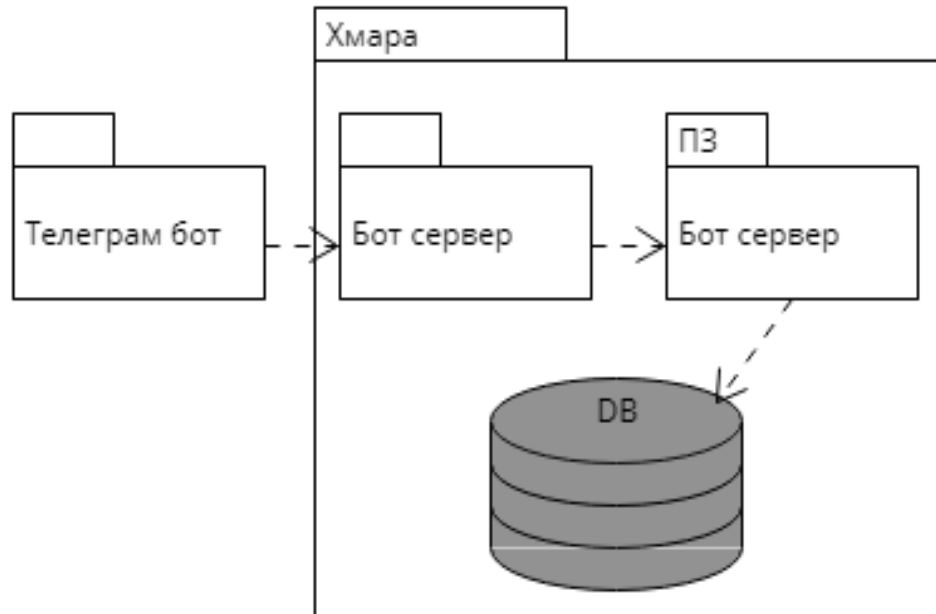 Хмара
ПЗ
Телеграм бот
Бот сервер
Бот сервер
DB